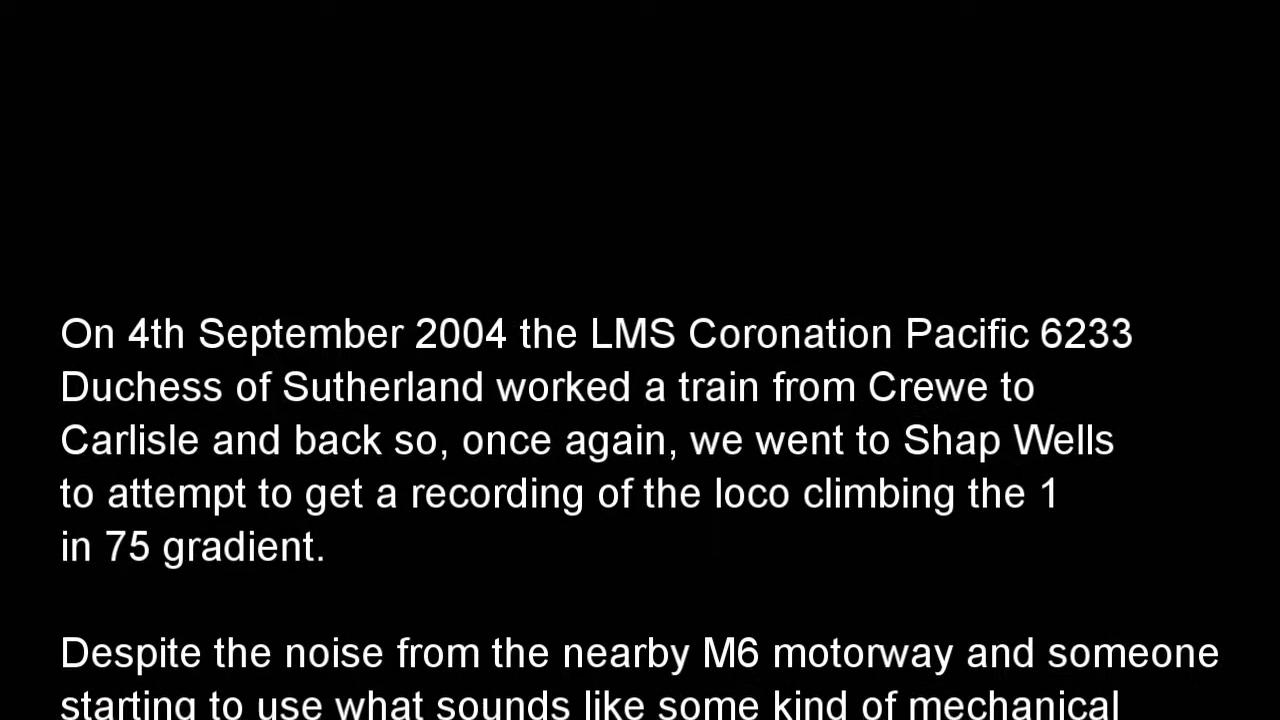 On 4th September 2004 the LMS Coronation Pacific 6233
Duchess of Sutherland worked a train from Crewe to
Carlisle and back so, once again, we went to Shap Wells
to attempt to get a recording of the loco climbing the 1
in 75 gradient.
Despite the noise from the nearby M6 motorway and someone
starting to use what sounds like some kind of mechanical